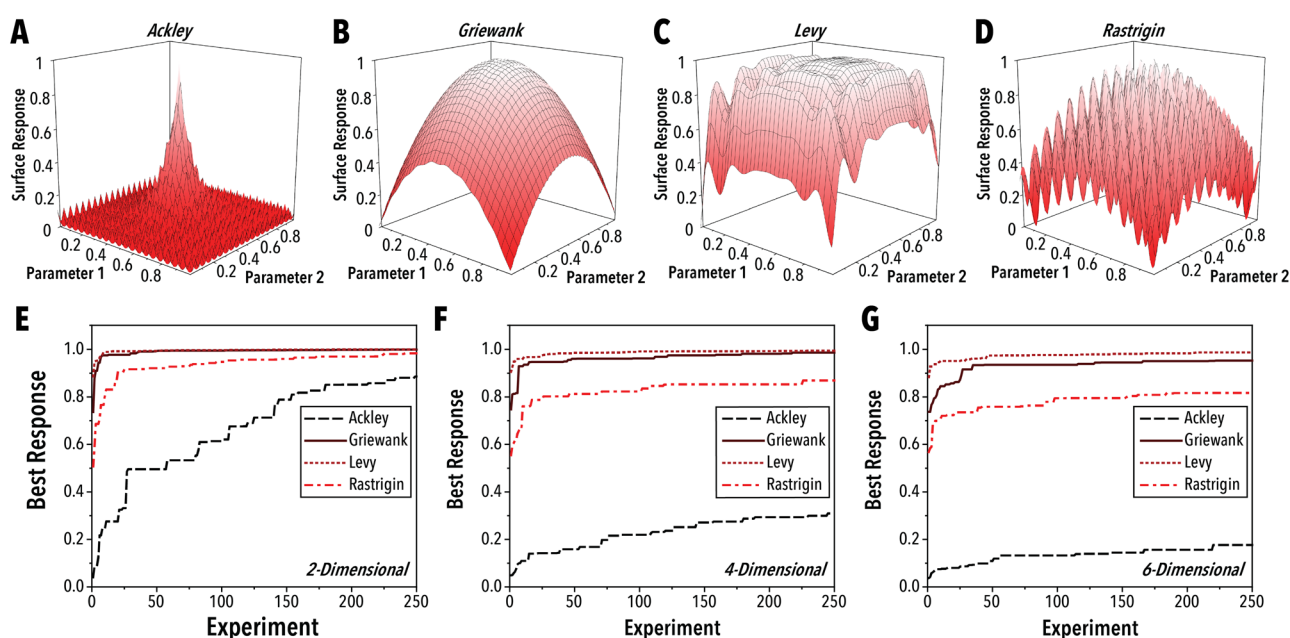 A
Ackley
1
0.8
0.6
0.4
0.2
0
Surface Response
0.2
0.4
0.6
0.8
Parameter 1
0.2
0.4
0.6
0.8
Parameter 2
B
Griewank
1
0.8
0.6
0.4
0.2
0
Surface Response
0.2
0.4
0.6
0.8
Parameter 1
0.2
0.4
0.6
0.8
Parameter 2
C
Levy
1
0.8
0.6
0.4
0.2
0
Surface Response
0.2
0.4
0.6
0.8
Parameter 1
0.2
0.4
0.6
0.8
Parameter 2
D
Rastrigin
1
0.8
0.6
0.4
0.2
0
Surface Response
0.2
0.4
0.6
0.8
Parameter 1
0.2
0.4
0.6
0.8
Parameter 2
E
1.0
0.8
0.6
0.4
0.2
0.0
Best Response
Ackley
Griewank
Levy
Rastrigin
2-Dimensional
0 50 100 150 200 250
Experiment
F
1.0
0.8
0.6
0.4
0.2
0.0
Best Response
Ackley
Griewank
Levy
Rastrigin
4-Dimensional
0 50 100 150 200 250
Experiment
G
1.0
0.8
0.6
0.4
0.2
0.0
Best Response
Ackley
Griewank
Levy
Rastrigin
6-Dimensional
0 50 100 150 200 250
Experiment